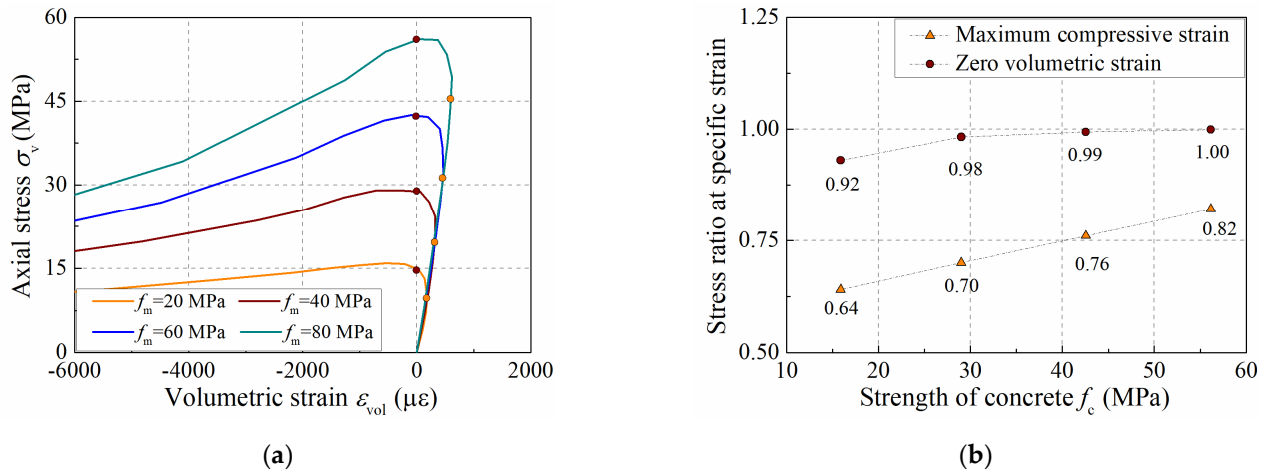 60
45
30
15
0
Axial stress σv (MPa)
fm=20 MPa
fm=40 MPa
fm=60 MPa
fm=80 MPa
-6000
-4000
-2000
0
2000
Volumetric strain εvol (με)
(a)
1.25
1.00
0.75
0.50
Stress ratio at specific strain
Maximum compressive strain
Zero volumetric strain
0.92
0.98
0.99
1.00
0.64
0.70
0.76
0.82
10
20
30
40
50
60
Strength of concrete fc (MPa)
(b)